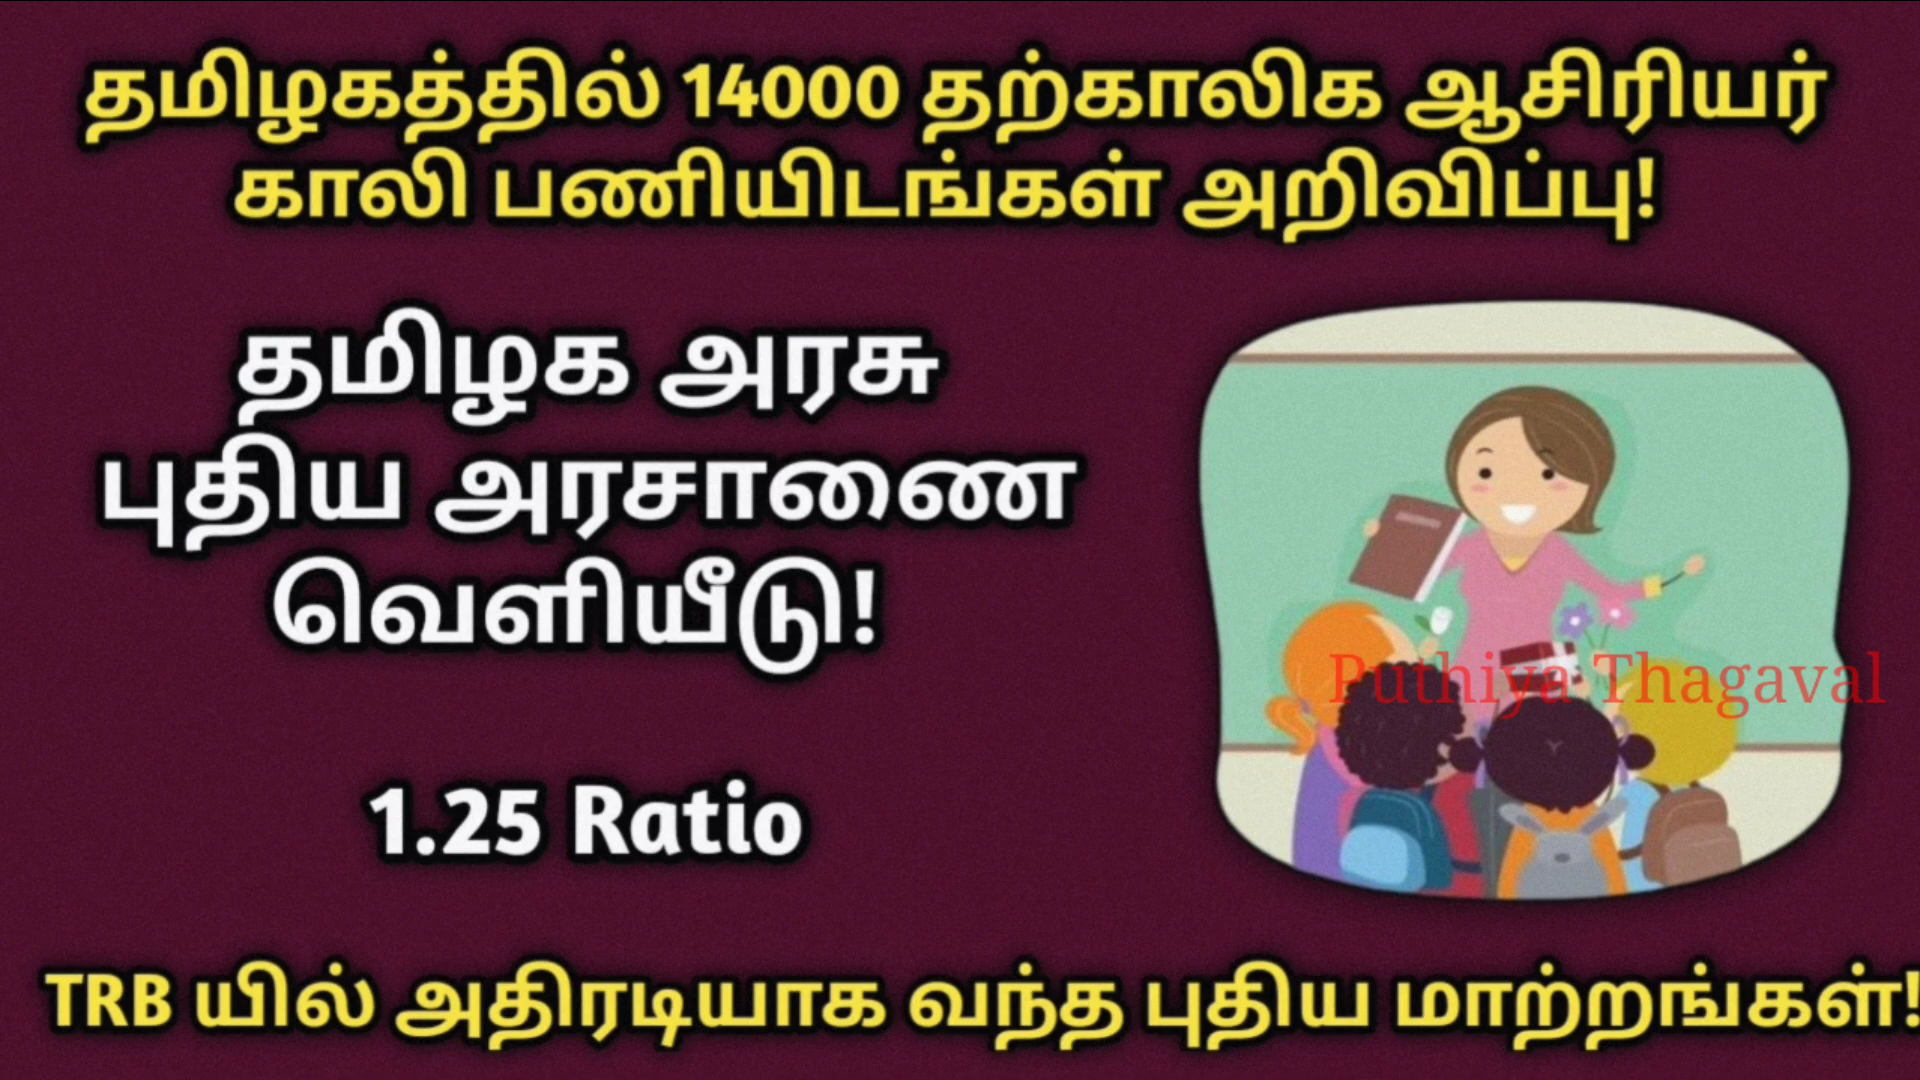 தமிழகத்தில் 14000 தற்காலிக ஆசிரியர்
காலி பணியிடங்கள் அறிவிப்பு!
தமிழக அரசு
புதிய அரசாணை
வெளியீடு!
Puthiya Thagaval
1.25 Ratio
TRB யில் அதிரடியாக வந்த புதிய மாற்றங்கள்!